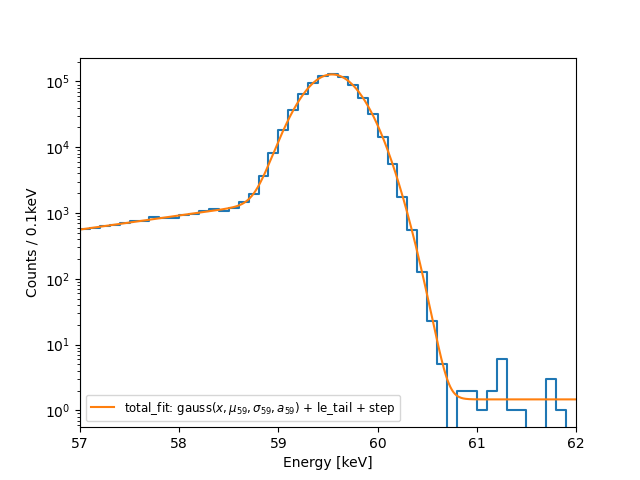 10⁵
10⁴
10³
10²
10¹
10⁰
Counts / 0.1keV
total_fit: gauss(x, μ₅₉, σ₅₉, a₅₉) + le_tail + step
57 58 59 60 61 62
Energy [keV]